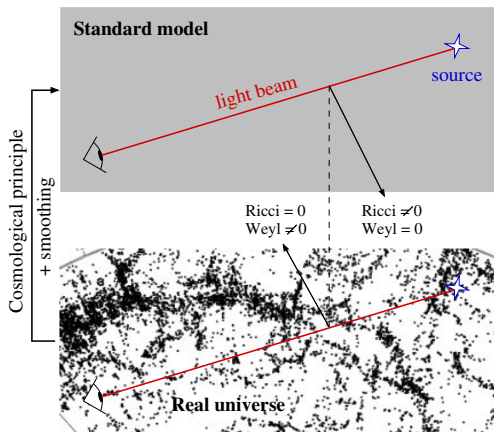 Standard model
source
light beam
Cosmological principle
+ smoothing
Ricci = 0
Weyl ≠ 0
Ricci ≠ 0
Weyl = 0
Real universe